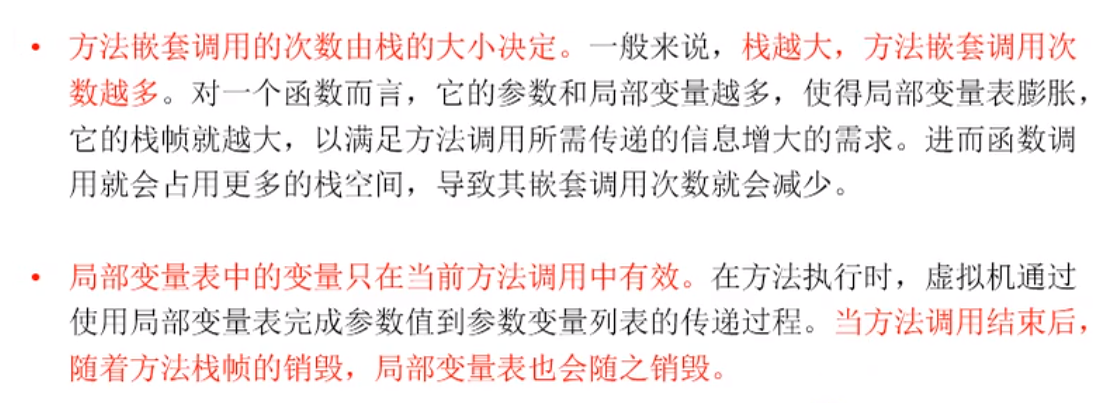 • 方法嵌套调用的次数由栈的大小决定。一般来说，栈越大，方法嵌套调用次
数越多。对一个函数而言，它的参数和局部变量越多，使得局部变量表膨胀，
它的栈帧就越大，以满足方法调用所需传递的信息增大的需求。进而函数调
用就会占用更多的栈空间，导致其嵌套调用次数就会减少。
• 局部变量表中的变量只在当前方法调用中有效。在方法执行时，虚拟机通过
使用局部变量表完成参数值到参数变量列表的传递过程。当方法调用结束后，
随着方法栈帧的销毁，局部变量表也会随之销毁。